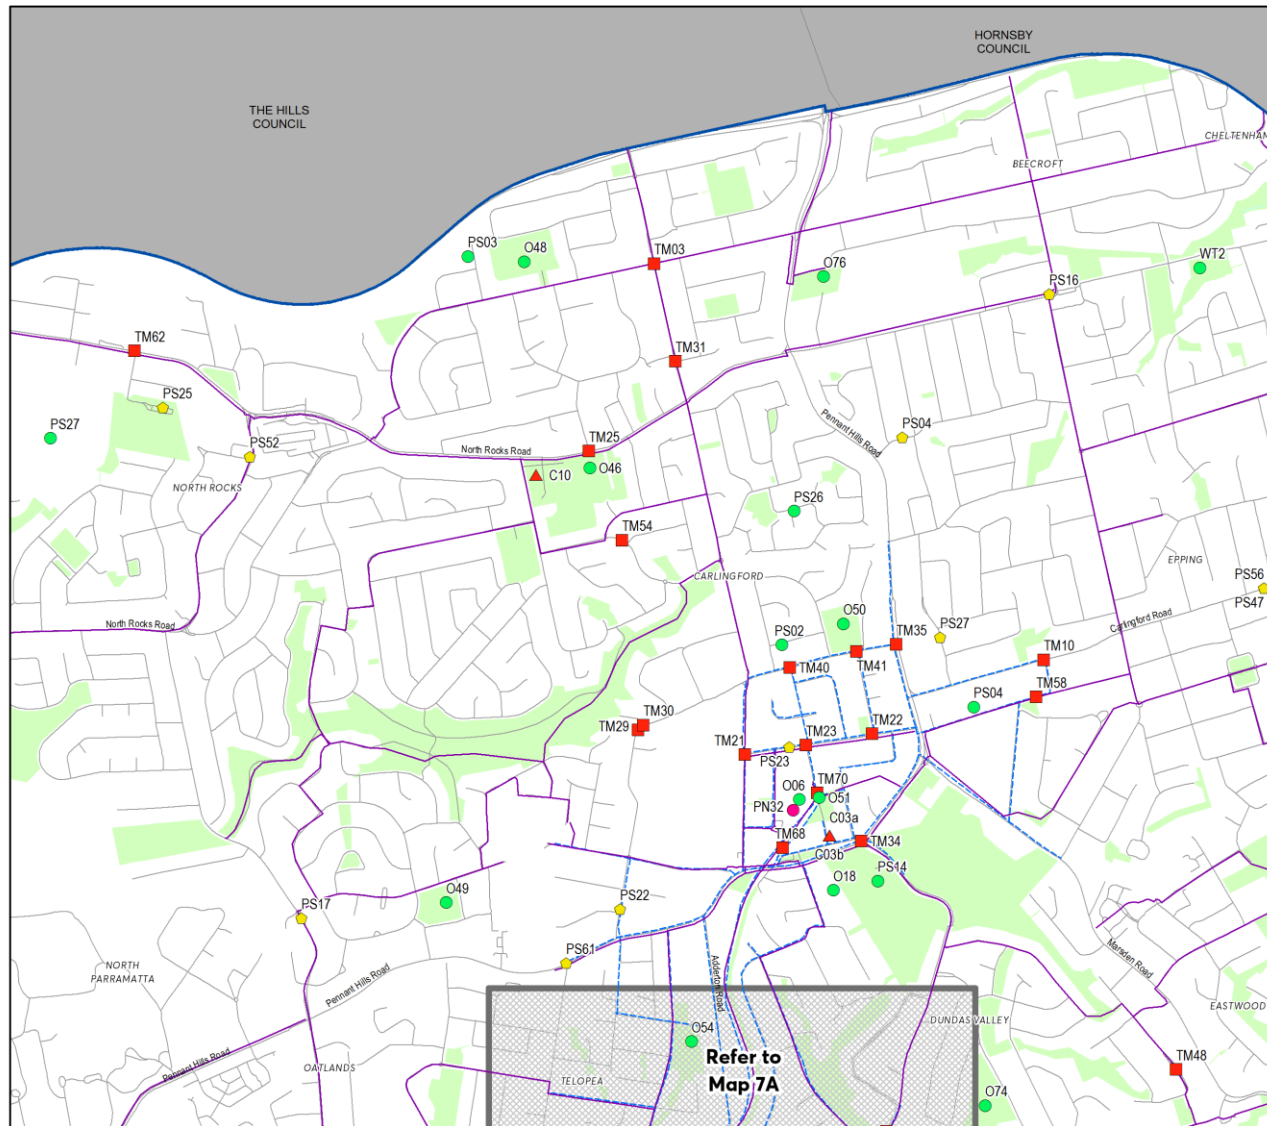 HORNSBY
COUNCIL
THE HILLS
COUNCIL
CHELTENHAM
BEECROFT
PS03
O48
TM03
O76
WT2
PS16
TM62
TM31
PS25
PS27
PS52
NORTH ROCKS
North Rocks Road
TM25
O46
C10
Pennant Hills Road
PS04
PS26
TM54
CARLINGFORD
EPPING
PS56
PS47
Carlingford Road
North Rocks Road
O50
PS02
TM35
PS27
TM41
TM40
TM10
TM58
PS04
TM30
TM29
TM21
TM23
TM22
PS23
TM70
O06
O51
PN32
C03a
TM68
C03b
TM34
PS14
O18
O49
PS22
PS17
PS61
NORTH
PARRAMATTA
Pennant Hills Road
Adderton Road
Marsden Road
EASTWOOD
DUNDAS VALLEY
O54
Refer to
Map 7A
Pennant Hills Road
OATLANDS
TELOPEA
TM48
O74